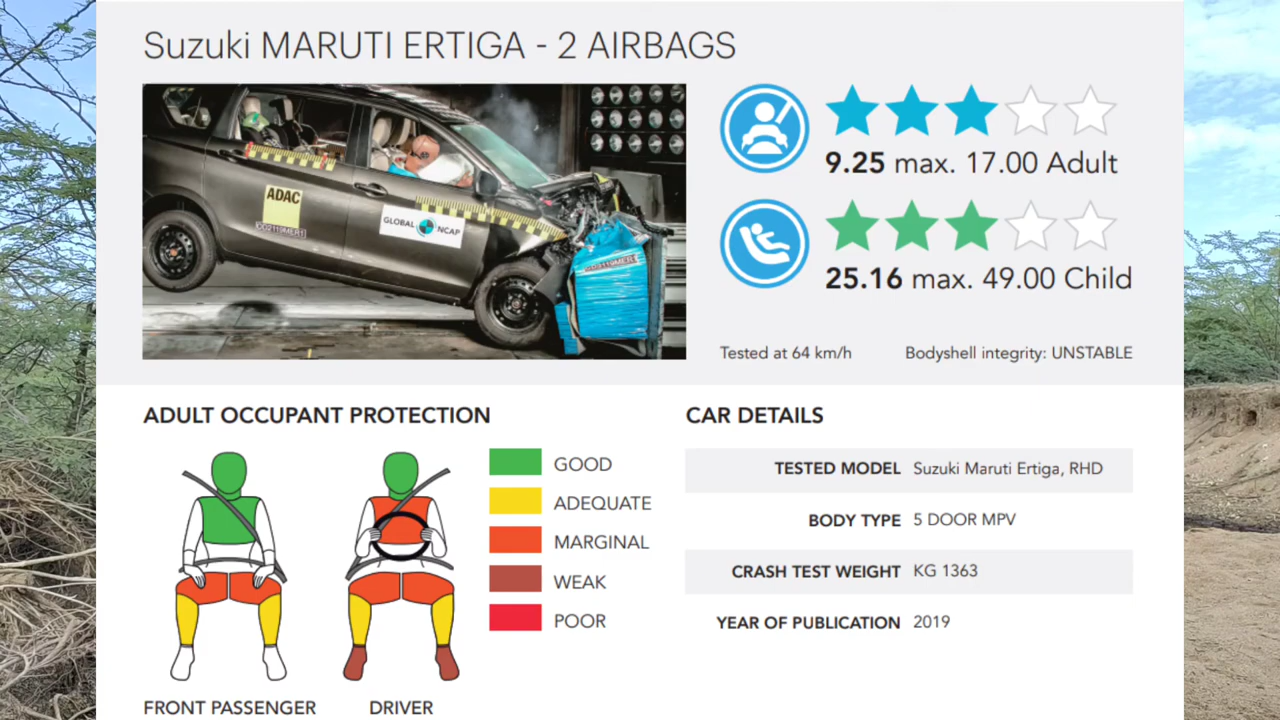 Suzuki MARUTI ERTIGA - 2 AIRBAGS
ADAC
GLOBAL NCAP
9.25 max. 17.00 Adult
25.16 max. 49.00 Child
Tested at 64 km/h
Bodyshell integrity: UNSTABLE
ADULT OCCUPANT PROTECTION
GOOD
ADEQUATE
MARGINAL
WEAK
POOR
FRONT PASSENGER
DRIVER
CAR DETAILS
TESTED MODEL Suzuki Maruti Ertiga, RHD
BODY TYPE 5 DOOR MPV
CRASH TEST WEIGHT KG 1363
YEAR OF PUBLICATION 2019